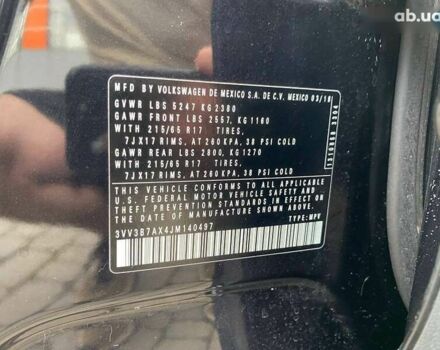 ab.ua
MFD BY VOLKSWAGEN DE MEXICO S.A. DE C.V. MEXICO 03/18
GVWR LBS 5247 KG 2380
GAWR FRONT LBS 2557, KG 1160
WITH 215/65 R17 TIRES,
7JX17 RIMS, AT 260 KPA, 38 PSI COLD
GAWR REAR LBS 2800, KG1270
WITH 215/65 R17 TIRES,
7JX17 RIMS, AT 260 KPA, 38 PSI COLD
THIS VEHICLE CONFORMS TO ALL APPLICABLE
U.S. FEDERAL MOTOR VEHICLE SAFETY AND
THEFT PREVENTION STANDARDS IN EFFECT ON
THE DATE OF MANUFACTURE SHOWN ABOVE
3VV3B7AX4JM140497 TYPE:MPV